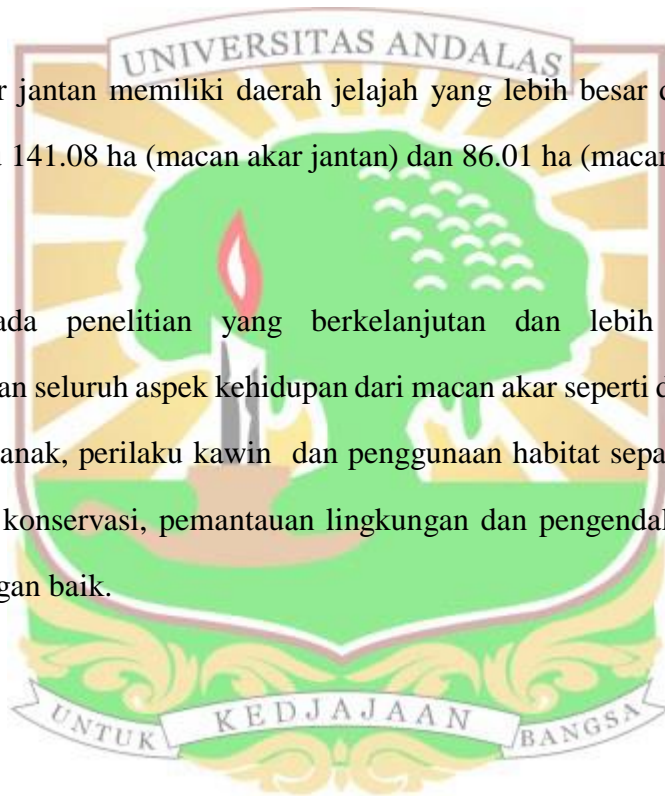 UNIVERSITAS ANDALAS
r jantan memiliki daerah jelajah yang lebih besar d
141.08 ha (macan akar jantan) dan 86.01 ha (macan
ada penelitian yang berkelanjutan dan lebih
an seluruh aspek kehidupan dari macan akar seperti d
anak, perilaku kawin dan penggunaan habitat sepa
konservasi, pemantauan lingkungan dan pengendal
gan baik.
UNTUK KEDJAJAAN BANGSA